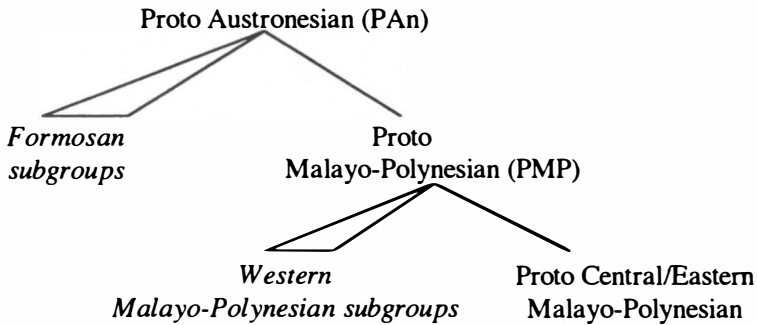 Proto Austronesian (PAn)
Formosan
subgroups
Proto
Malayo-Polynesian (PMP)
Western
Malayo-Polynesian subgroups
Proto Central/Eastern
Malayo-Polynesian